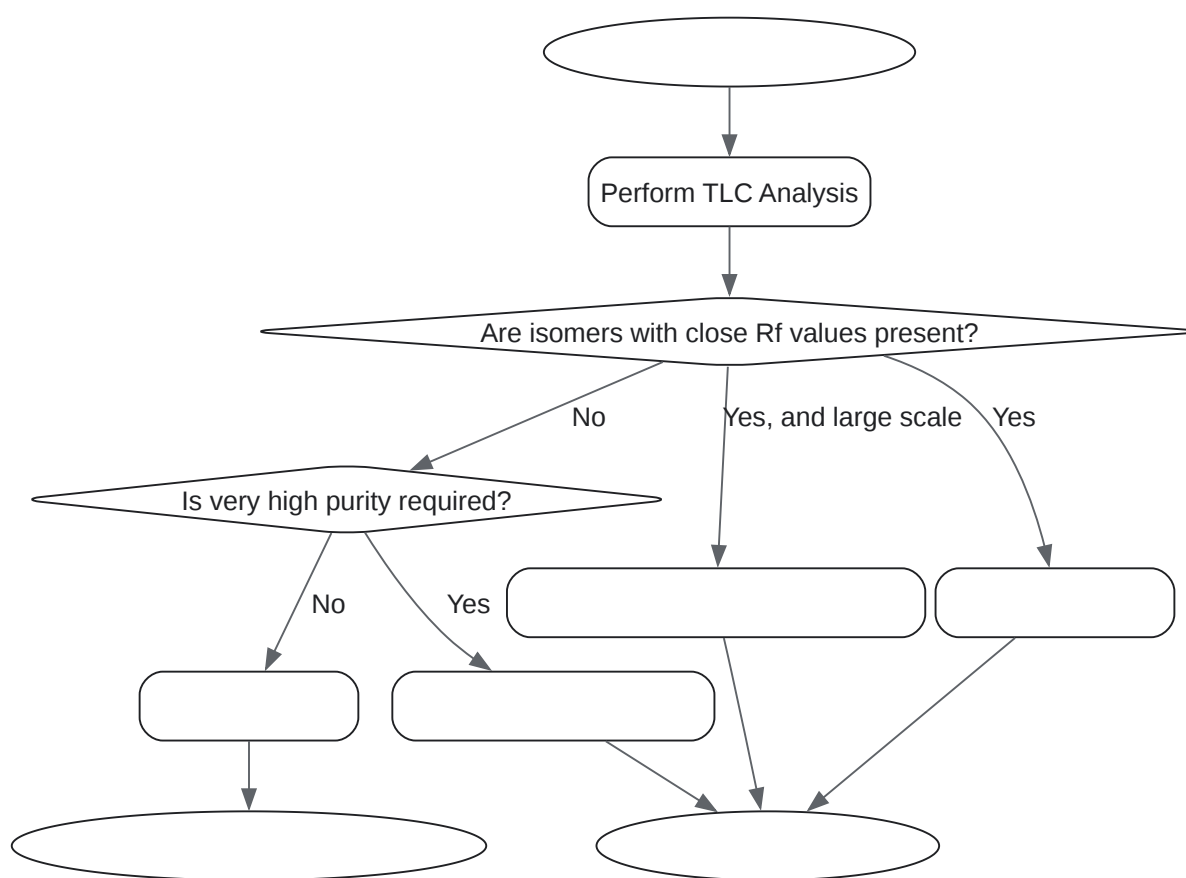 Perform TLC Analysis
Are isomers with close Rf values present?
No
Yes, and large scale
Yes
Is very high purity required?
No
Yes